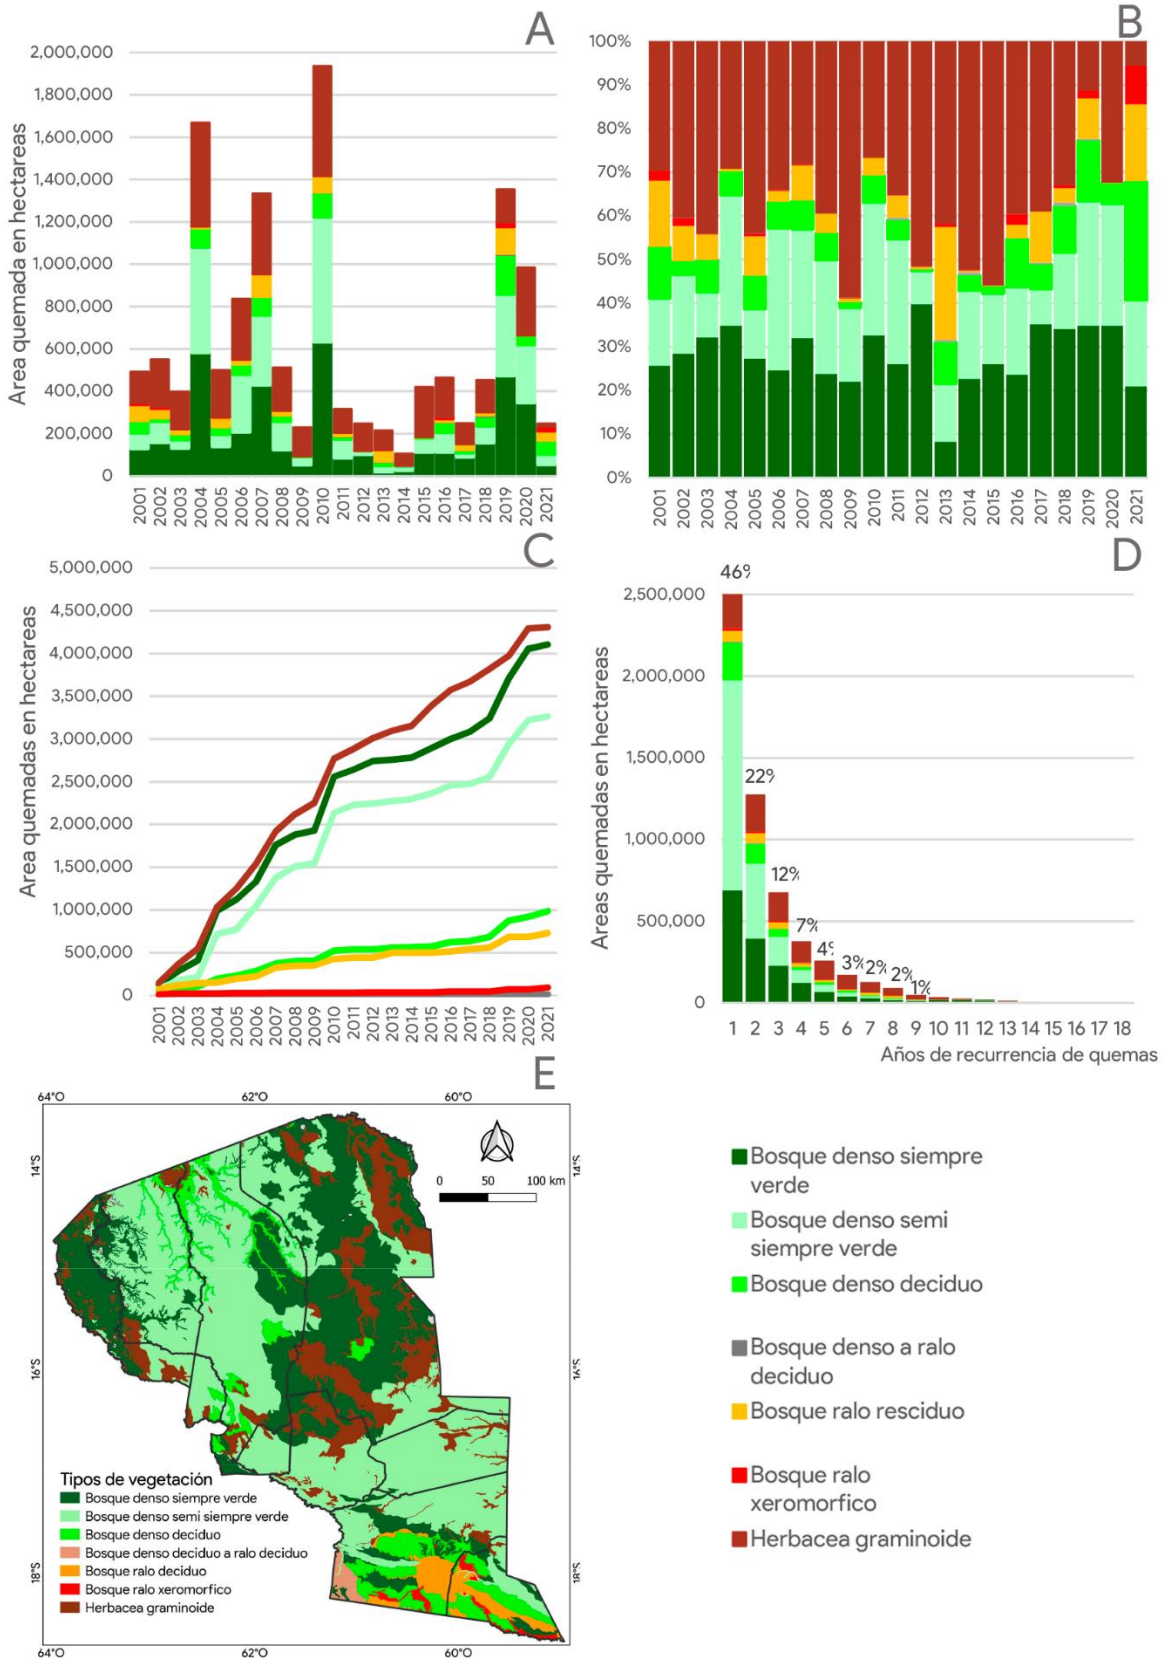 A
Area quemada en hectareas
2,000,000
1,800,000
1,600,000
1,400,000
1,200,000
1,000,000
800,000
600,000
400,000
200,000
0
2001 2002 2003 2004 2005 2006 2007 2008 2009 2010 2011 2012 2013 2014 2015 2016 2017 2018 2019 2020 2021
B
100%
90%
80%
70%
60%
50%
40%
30%
20%
10%
0%
2001 2002 2003 2004 2005 2006 2007 2008 2009 2010 2011 2012 2013 2014 2015 2016 2017 2018 2019 2020 2021
C
Area quemadas en hectareas
5,000,000
4,500,000
4,000,000
3,500,000
3,000,000
2,500,000
2,000,000
1,500,000
1,000,000
500,000
0
2001 2002 2003 2004 2005 2006 2007 2008 2009 2010 2011 2012 2013 2014 2015 2016 2017 2018 2019 2020 2021
D
Areas quemadas en hectareas
2,500,000
2,000,000
1,500,000
1,000,000
500,000
0
46%
22%
12%
7%
4%
3%
2%
2%
1%
1 2 3 4 5 6 7 8 9 10 11 12 13 14 15 16 17 18
Años de recurrencia de quemas
E
64°O 62°O 60°O
14°S 14°S
16°S 16°S
18°S 18°S
0 50 100 km
Tipos de vegetación
Bosque denso siempre verde
Bosque denso semi siempre verde
Bosque denso deciduo
Bosque denso deciduo a ralo deciduo
Bosque ralo deciduo
Bosque ralo xeromorfico
Herbacea graminoide
64°O 62°O 60°O
Bosque denso siempre
verde
Bosque denso semi
siempre verde
Bosque denso deciduo
Bosque denso a ralo
deciduo
Bosque ralo resciduo
Bosque ralo
xeromorfico
Herbacea graminoide